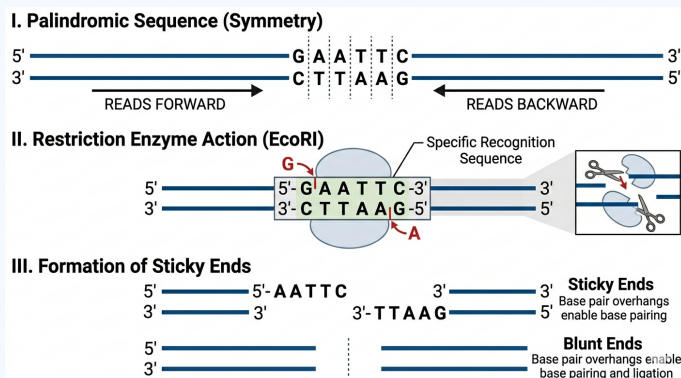 I. Palindromic Sequence (Symmetry)
5' G A A T T C 3'
3' C T T A A G 5'
READS FORWARD READS BACKWARD
II. Restriction Enzyme Action (EcoRI)
Specific Recognition
Sequence
G
5' 5'-G A A T T C-3' 3'
3' 3'-C T T A A G-5' 5'
A
III. Formation of Sticky Ends
5' 5'-A A T T C 3' 3'
3' 3' 3'-T T A A G 5'
Sticky Ends
Base pair overhangs
enable base pairing
5'
3'
Blunt Ends
Base pair overhangs enable
base pairing and ligation